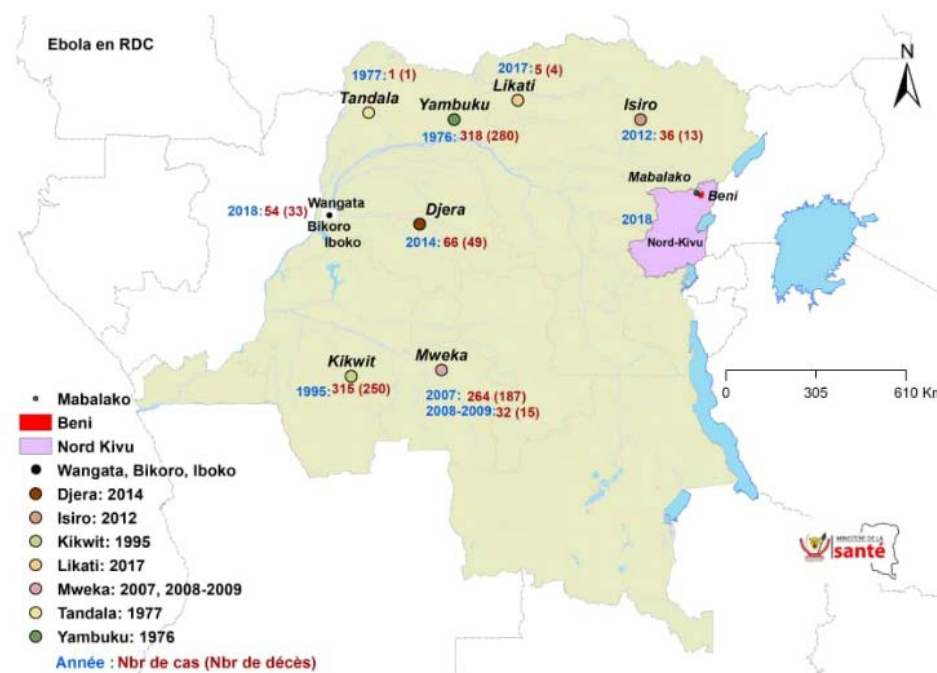 Ebola en RDC
N
1977: 1 (1)
Tandala
Yambuku
1976: 318 (280)
2017: 5 (4)
Likati
Isiro
2012: 36 (13)
Mabalako
Beni
2018
Nord-Kivu
2018: 54 (33)
Wangata
Bikoro
Iboko
Djera
2014: 66 (49)
Kikwit
1995: 315 (250)
Mweka
2007: 264 (187)
2008-2009: 32 (15)
0 305 610 Km
Mabalako
Beni
Nord Kivu
Wangata, Bikoro, Iboko
Djera: 2014
Isiro: 2012
Kikwit: 1995
Likati: 2017
Mweka: 2007, 2008-2009
Tandala: 1977
Yambuku: 1976
Année : Nbr de cas (Nbr de décès)
MINISTERE DE LA
santé